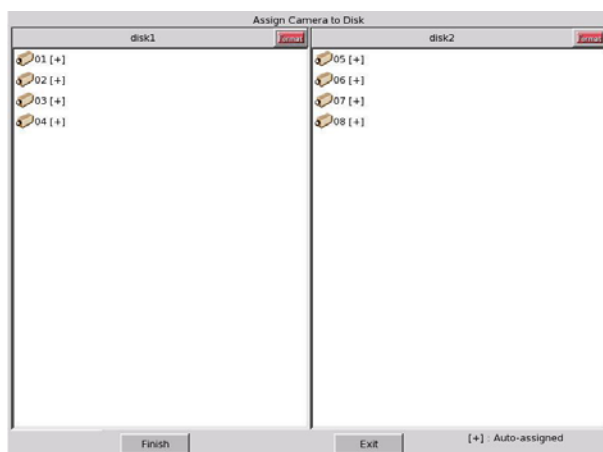 Assign Camera to Disk
disk1 Format disk2 Format
01 [+]
02 [+]
03 [+]
04 [+]
05 [+]
06 [+]
07 [+]
08 [+]
Finish Exit [+] : Auto-assigned